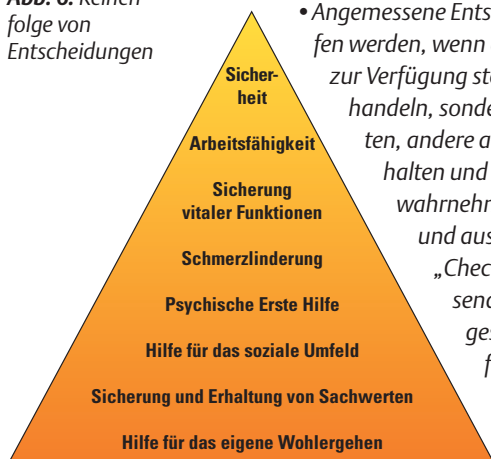 folge von
Entscheidungen
Sicher-
heit
Arbeitsfähigkeit
Sicherung
vitaler Funktionen
Schmerzlinderung
Psychische Erste Hilfe
Hilfe für das soziale Umfeld
Sicherung und Erhaltung von Sachwerten
Hilfe für das eigene Wohlergehen
• Angemessene Ents
fen werden, wenn
zur Verfügung st
handeln, sond
ten, andere a
halten und
wahrneh
und aus
„Chec
sen
ges
f